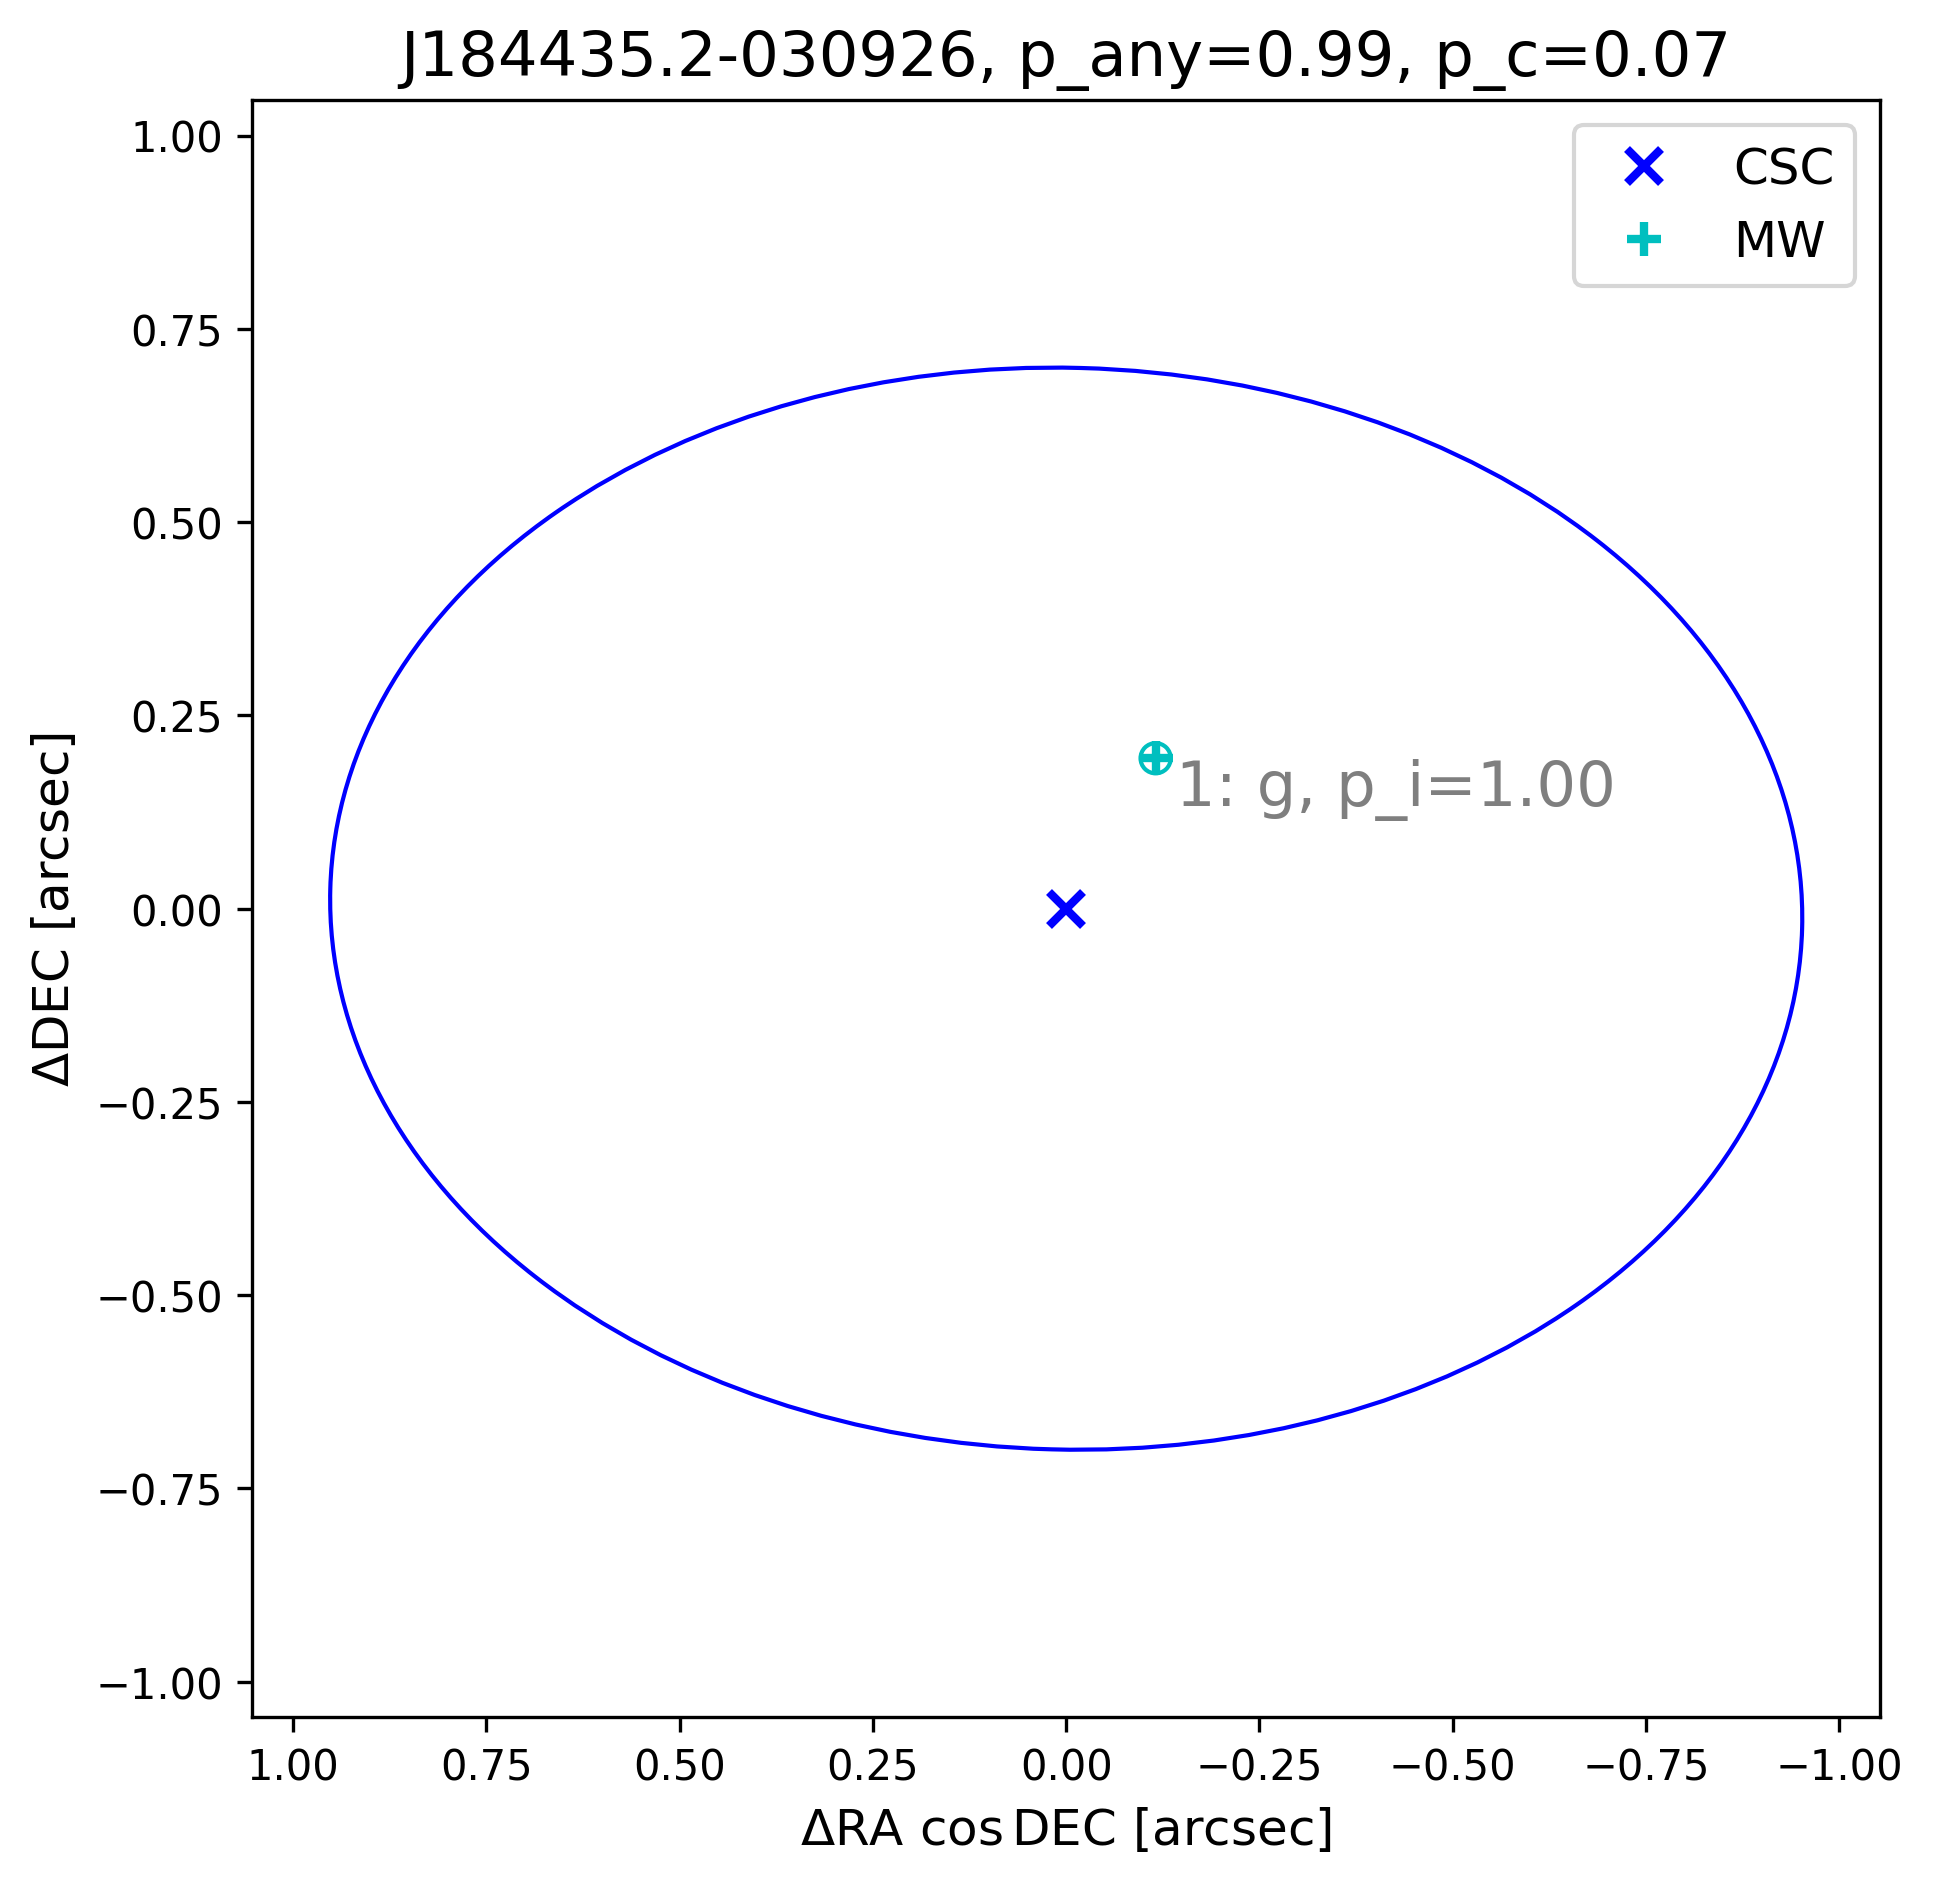 J184435.2-030926, p_any=0.99, p_c=0.07
CSC
MW
1.00
0.75
0.50
0.25
0.00
−0.25
−0.50
−0.75
−1.00
ΔDEC [arcsec]
1: g, p_i=1.00
1.00 0.75 0.50 0.25 0.00 −0.25 −0.50 −0.75 −1.00
ΔRA cos DEC [arcsec]